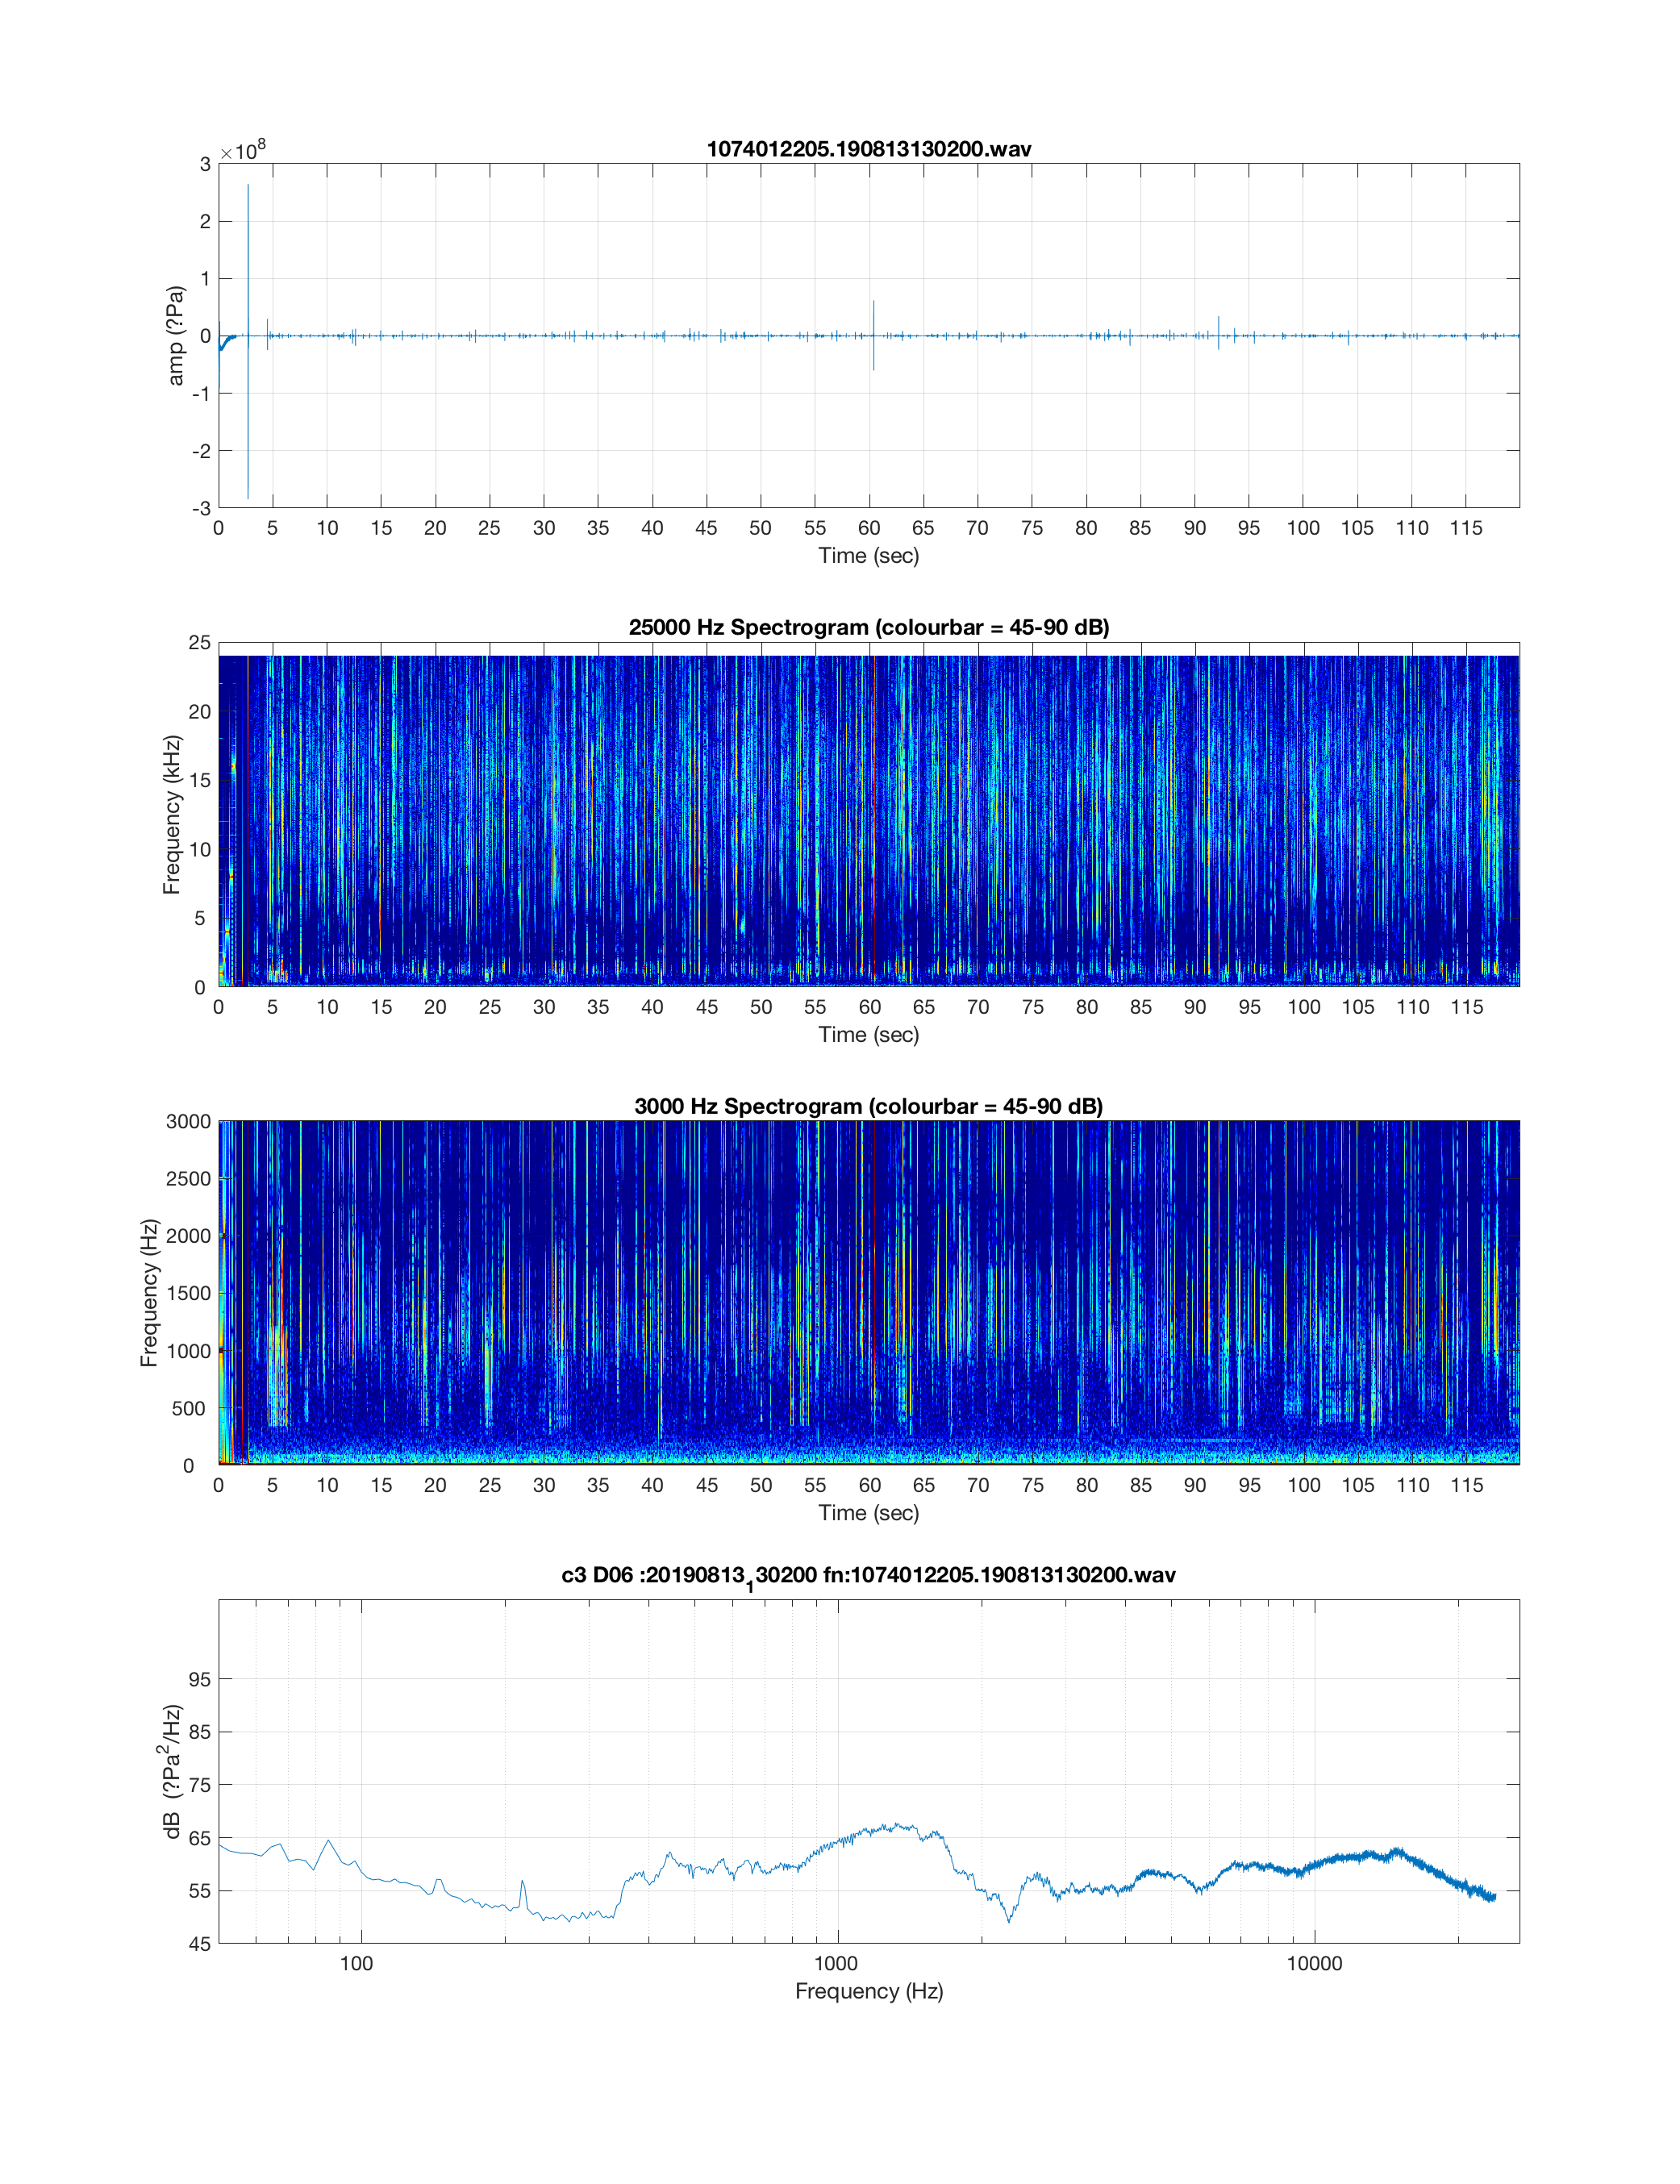 1074012205.190813130200.wav
×10^8
3
2
1
0
-1
-2
-3
amp (?Pa)
0 5 10 15 20 25 30 35 40 45 50 55 60 65 70 75 80 85 90 95 100 105 110 115
Time (sec)
25000 Hz Spectrogram (colourbar = 45-90 dB)
25
20
15
10
5
0
Frequency (kHz)
0 5 10 15 20 25 30 35 40 45 50 55 60 65 70 75 80 85 90 95 100 105 110 115
Time (sec)
3000 Hz Spectrogram (colourbar = 45-90 dB)
3000
2500
2000
1500
1000
500
0
Frequency (Hz)
0 5 10 15 20 25 30 35 40 45 50 55 60 65 70 75 80 85 90 95 100 105 110 115
Time (sec)
c3 D06 :20190813_130200 fn:1074012205.190813130200.wav
95
85
75
65
55
45
dB (?Pa^2/Hz)
100 1000 10000
Frequency (Hz)